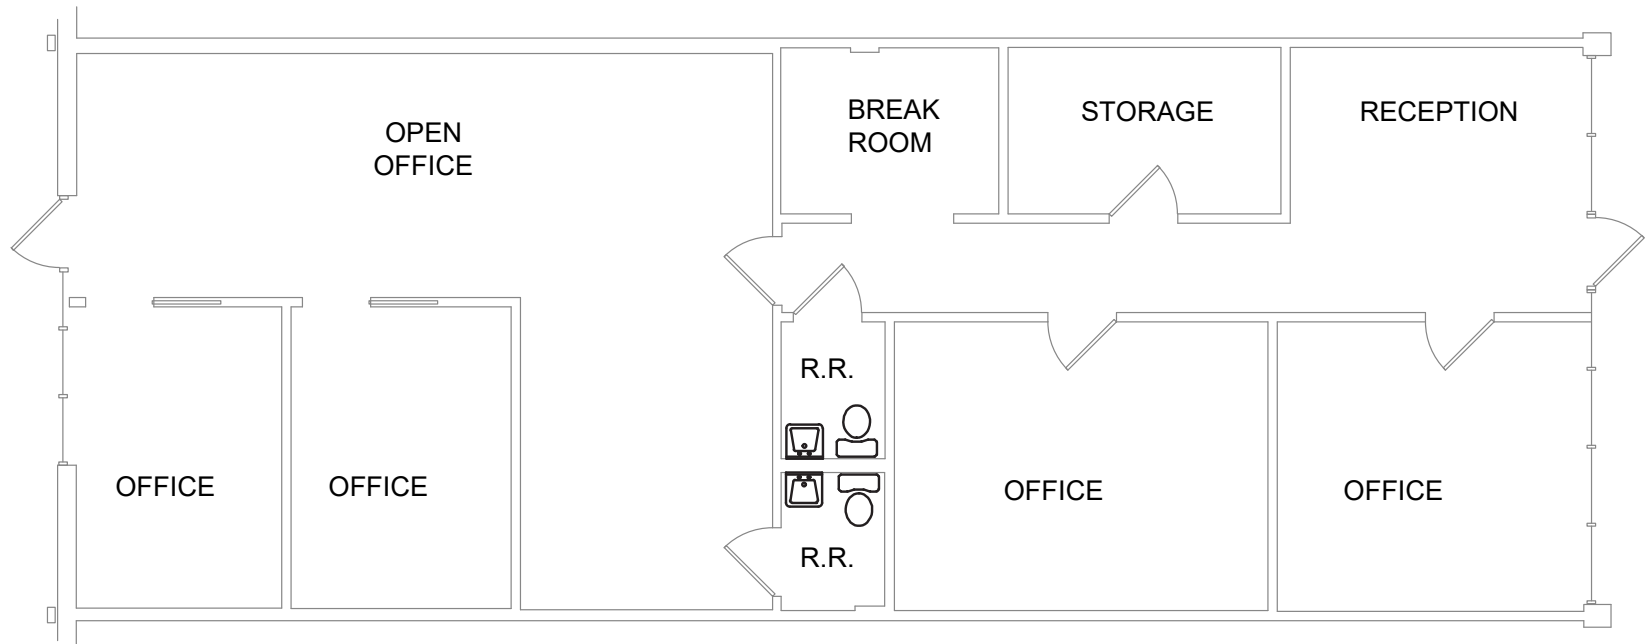 OPEN
OFFICE
BREAK
ROOM
STORAGE
RECEPTION
R.R.
OFFICE
OFFICE
OFFICE
OFFICE
R.R.